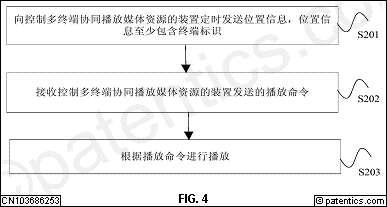 向控制多终端协同播放媒体资源的装置定时发送位置信息，位置信
息至少包含终端标识
S201
接收控制多终端协同播放媒体资源的装置发送的播放命令
S202
根据播放命令进行播放
S203
©patentics.com
CN103686253
FIG. 4
© patentics.com